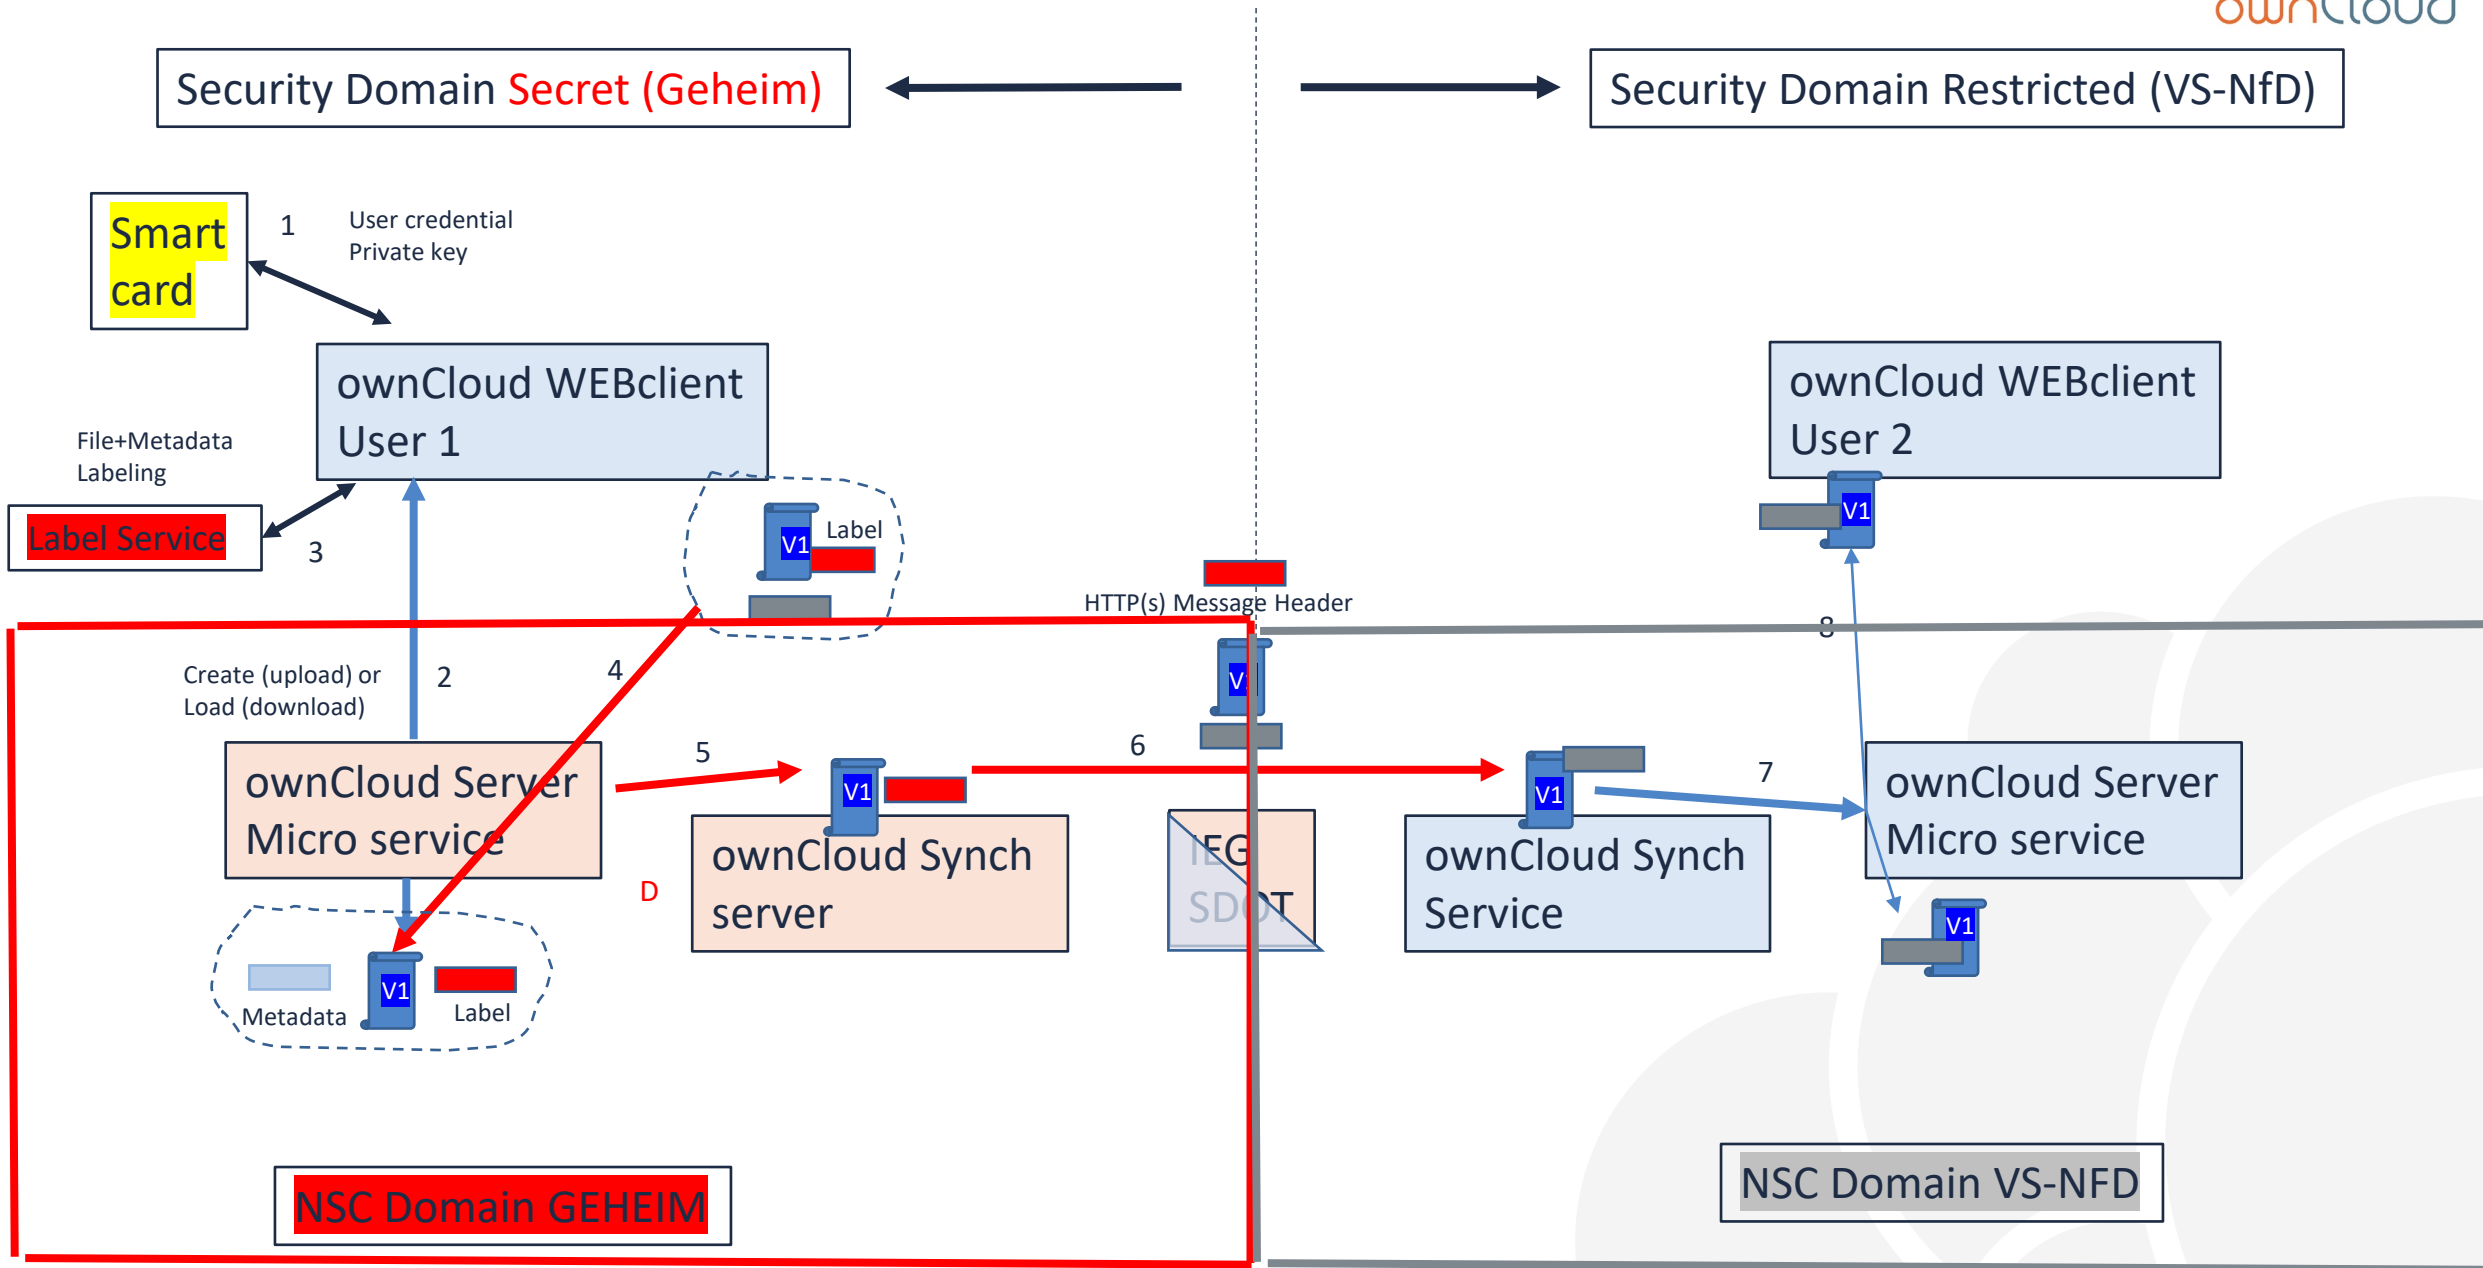 ownCloud
Security Domain Secret (Geheim)
Security Domain Restricted (VS-NfD)
Smart
card
1
User credential
Private key
ownCloud WEBclient
User 1
ownCloud WEBclient
User 2
File+Metadata
Labeling
Label Service
3
V1
Label
V1
HTTP(s) Message Header
8
Create (upload) or
Load (download)
2
4
V1
5
6
7
ownCloud Server
Micro service
V1
V1
ownCloud Server
Micro service
D
ownCloud Synch
server
IEG
SDOT
ownCloud Synch
Service
V1
Metadata
V1
Label
NSC Domain GEHEIM
NSC Domain VS-NFD